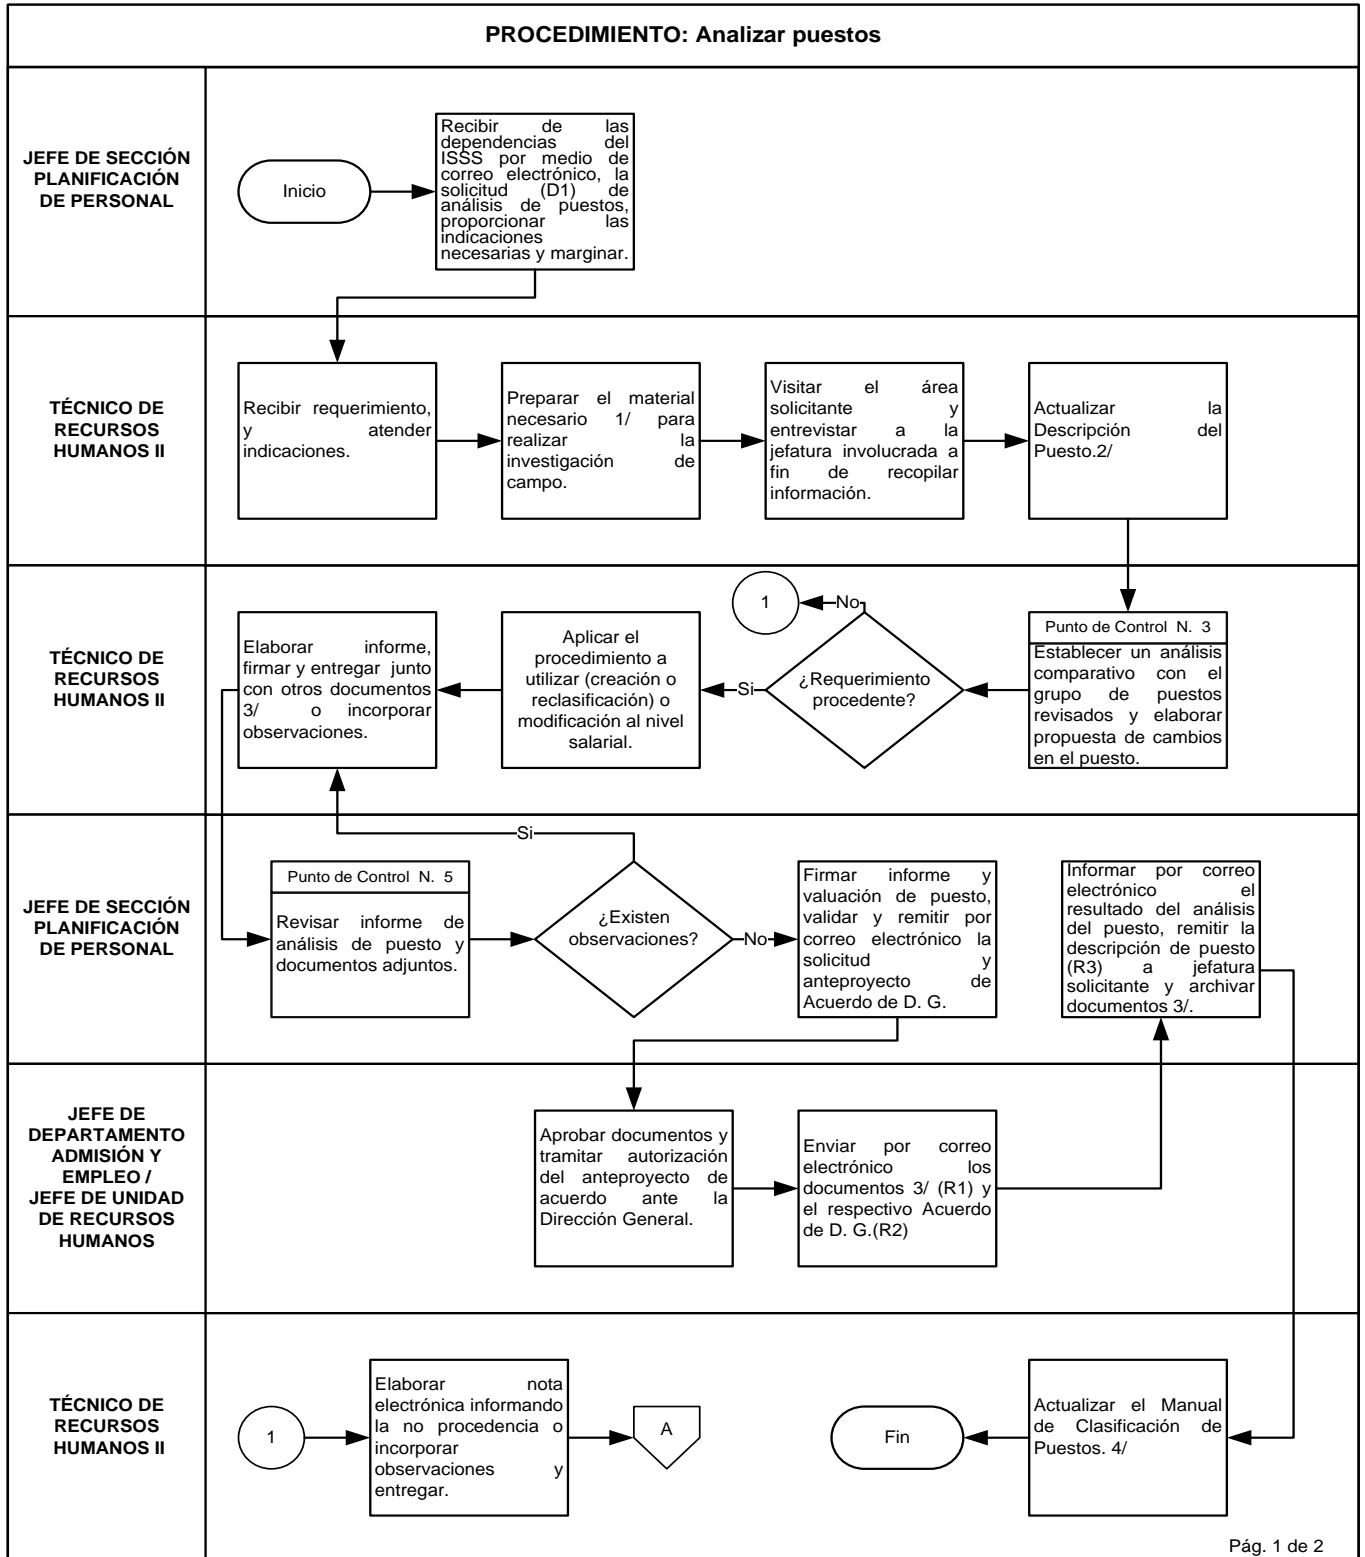 PROCEDIMIENTO: Analizar puestos
JEFE DE SECCIÓN
PLANIFICACIÓN
DE PERSONAL
Inicio
Recibir de las
dependencias del
ISSS por medio de
correo electrónico, la
solicitud (D1) de
análisis de puestos,
proporcionar las
indicaciones
necesarias y marginar.
TÉCNICO DE
RECURSOS
HUMANOS II
Recibir requerimiento,
y atender
indicaciones.
Preparar el material
necesario 1/ para
realizar la
investigación de
campo.
Visitar el área
solicitante y
entrevistar a la
jefatura involucrada a
fin de recopilar
información.
Actualizar la
Descripción del
Puesto.2/
TÉCNICO DE
RECURSOS
HUMANOS II
Elaborar informe,
firmar y entregar junto
con otros documentos
3/ o incorporar
observaciones.
Aplicar el
procedimiento a
utilizar (creación o
reclasificación) o
modificación al nivel
salarial.
Si
1
No
¿Requerimiento
procedente?
Punto de Control N. 3
Establecer un análisis
comparativo con el
grupo de puestos
revisados y elaborar
propuesta de cambios
en el puesto.
JEFE DE SECCIÓN
PLANIFICACIÓN
DE PERSONAL
Si
Punto de Control N. 5
Revisar informe de
análisis de puesto y
documentos adjuntos.
¿Existen
observaciones?
No
Firmar informe y
valuación de puesto,
validar y remitir por
correo electrónico la
solicitud y
anteproyecto de
Acuerdo de D. G.
Informar por correo
electrónico el
resultado del análisis
del puesto, remitir la
descripción de puesto
(R3) a jefatura
solicitante y archivar
documentos 3/.
JEFE DE
DEPARTAMENTO
ADMISIÓN Y
EMPLEO /
JEFE DE UNIDAD
DE RECURSOS
HUMANOS
Aprobar documentos y
tramitar autorización
del anteproyecto de
acuerdo ante la
Dirección General.
Enviar por correo
electrónico los
documentos 3/ (R1) y
el respectivo Acuerdo
de D. G.(R2)
TÉCNICO DE
RECURSOS
HUMANOS II
1
Elaborar nota
electrónica informando
la no procedencia o
incorporar
observaciones y
entregar.
A
Fin
Actualizar el Manual
de Clasificación de
Puestos. 4/
Pág. 1 de 2